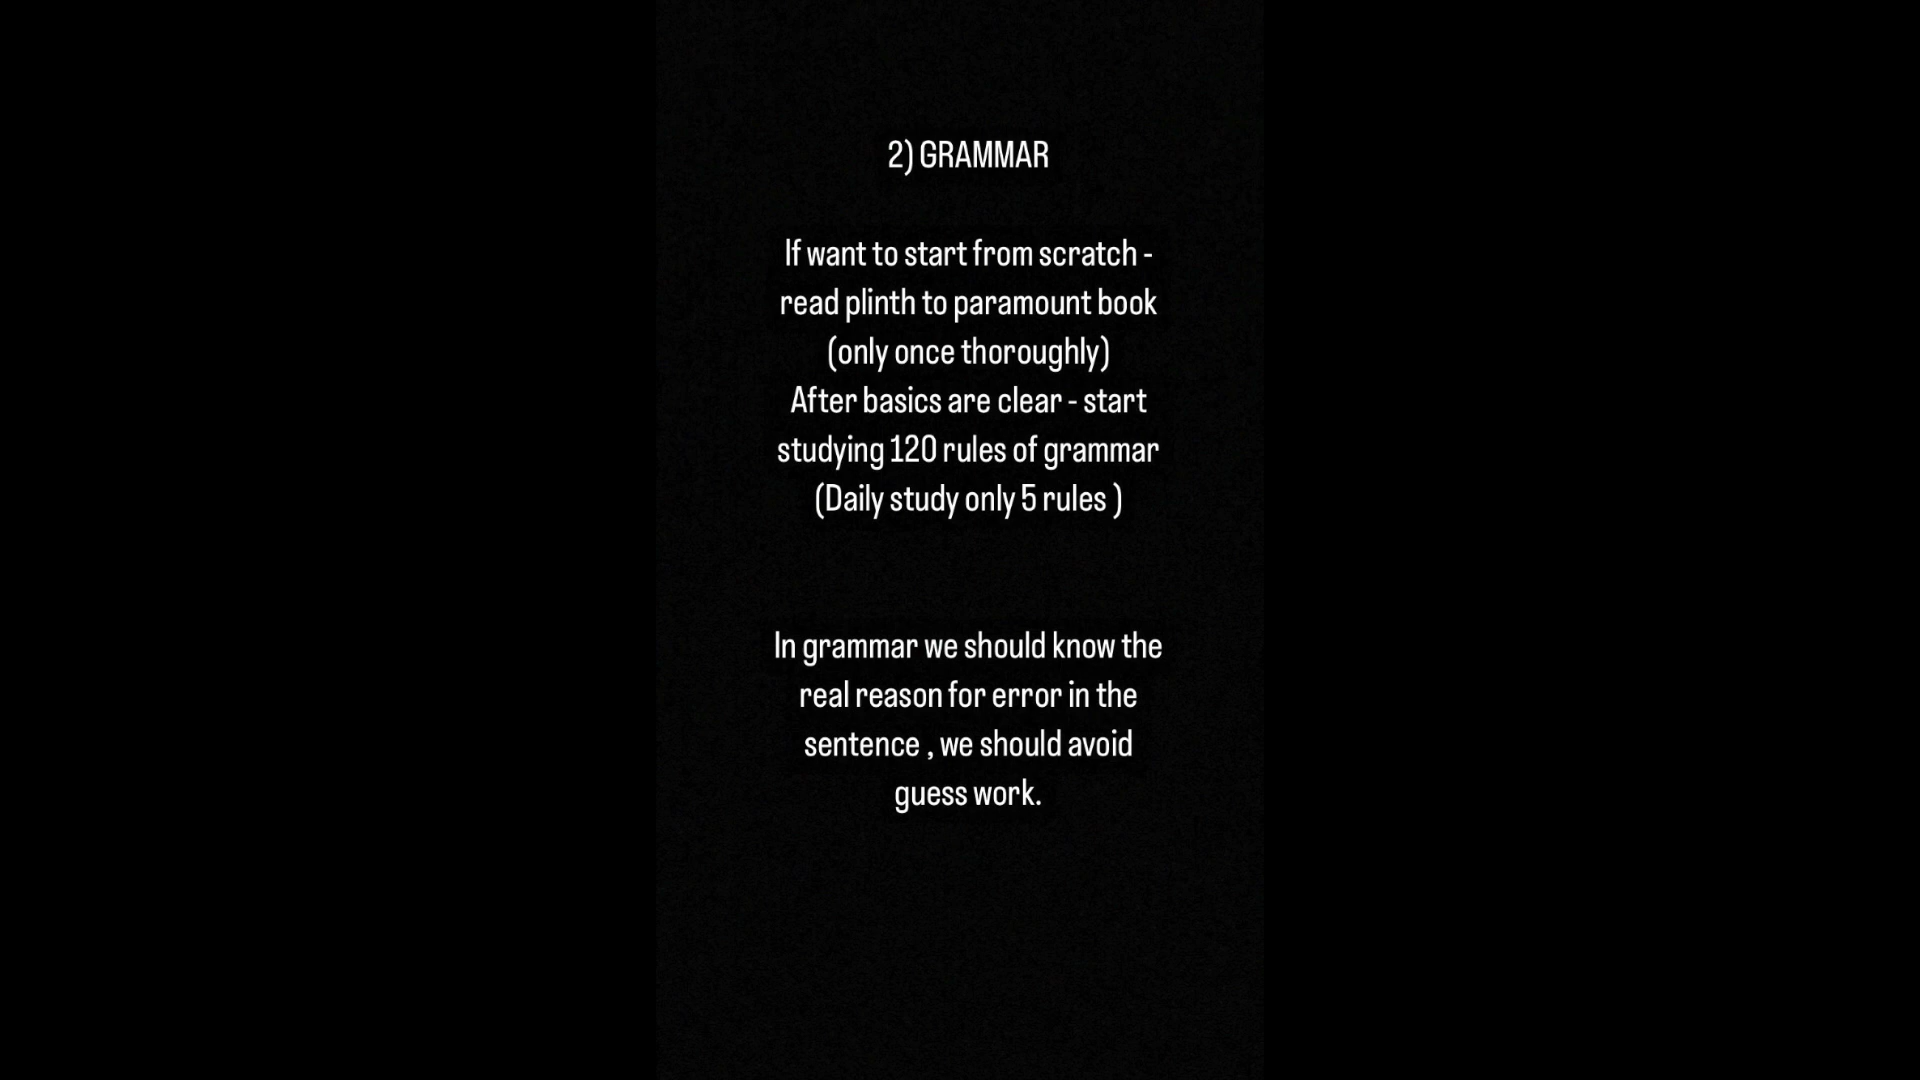 2) GRAMMAR
If want to start from scratch -
read plinth to paramount book
(only once thoroughly)
After basics are clear - start
studying 120 rules of grammar
(Daily study only 5 rules )
In grammar we should know the
real reason for error in the
sentence , we should avoid
guess work.